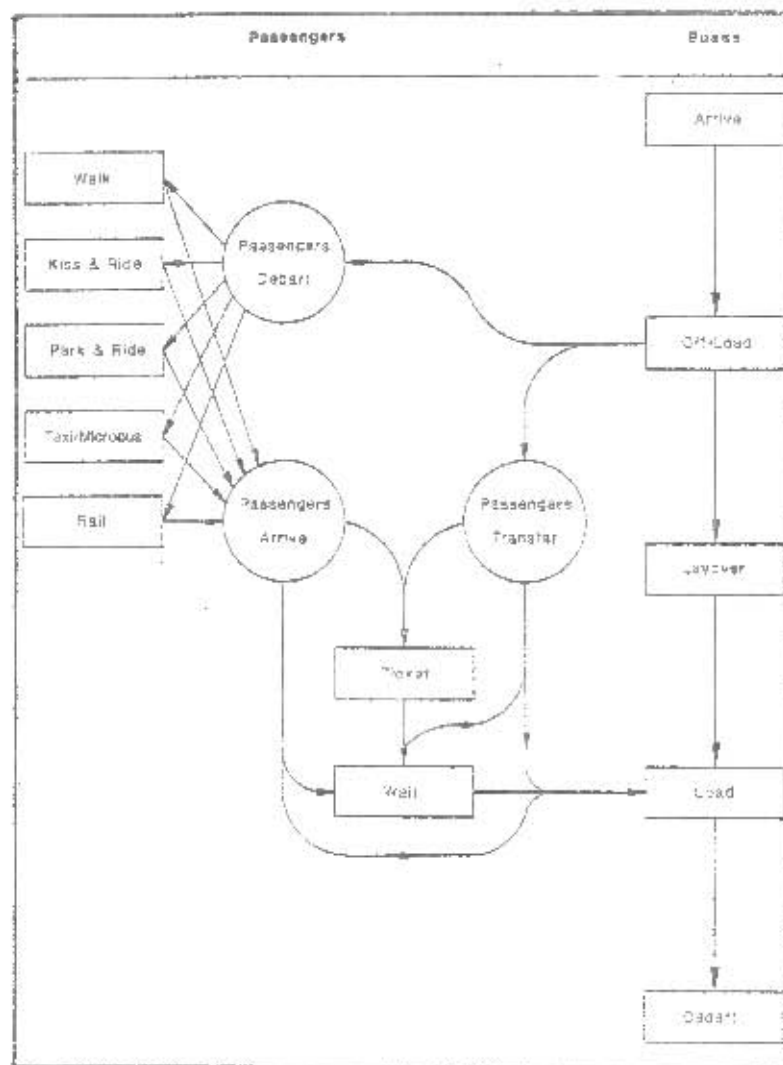 Passengers
Buses
Arrive
Walk
Kiss & Ride
Park & Ride
Taxi/Microbus
Rail
Passengers
Depart
Off-Load
Passengers
Arrive
Passengers
Transfer
Layover
Ticket
Wait
Load
Depart